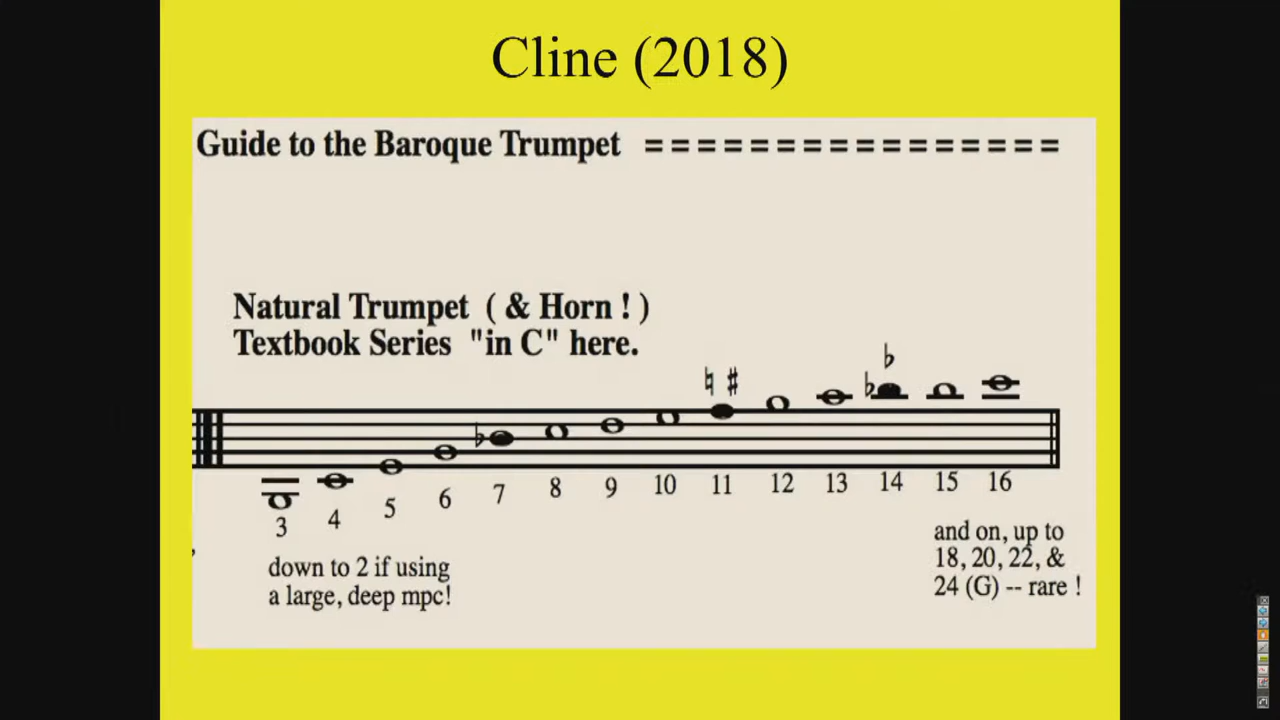 Cline (2018)
Guide to the Baroque Trumpet = = = = = = = = = = = = = = = =
Natural Trumpet ( & Horn ! )
Textbook Series "in C" here.
♮ ♯ ♭
♭ ♭
3 4 5 6 7 8 9 10 11 12 13 14 15 16
down to 2 if using
a large, deep mpc!
and on, up to
18, 20, 22, &
24 (G) -- rare !